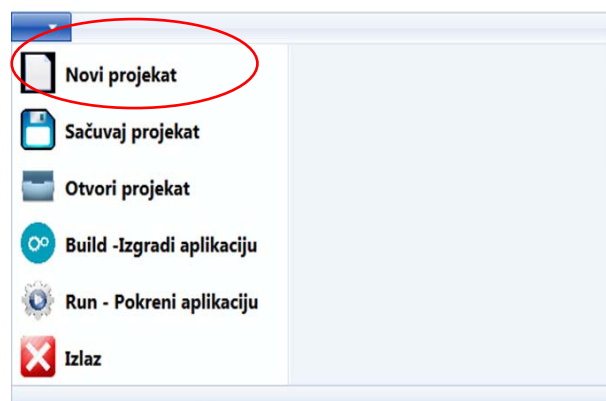 Novi projekat
Sačuvaj projekat
Otvori projekat
Build -Izgradi aplikaciju
Run - Pokreni aplikaciju
Izlaz